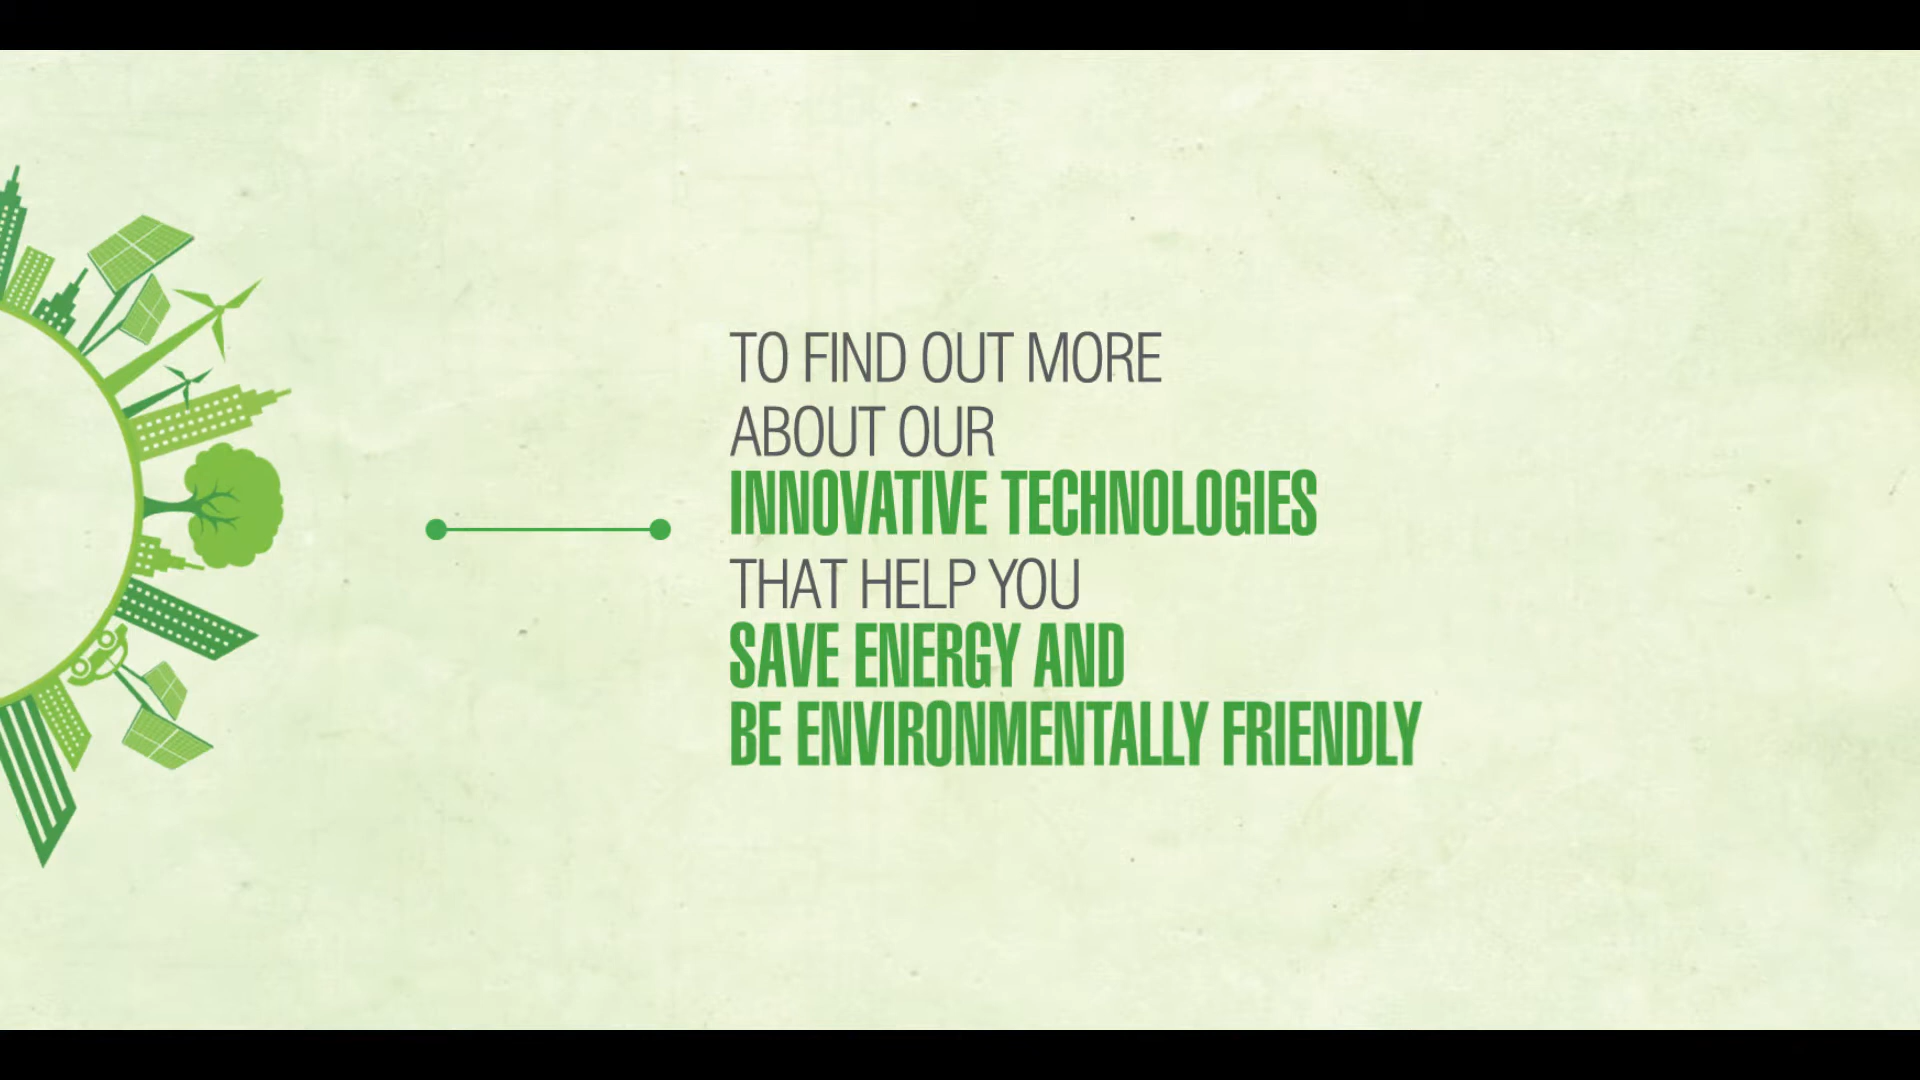 TO FIND OUT MORE
ABOUT OUR
INNOVATIVE TECHNOLOGIES
THAT HELP YOU
SAVE ENERGY AND
BE ENVIRONMENTALLY FRIENDLY